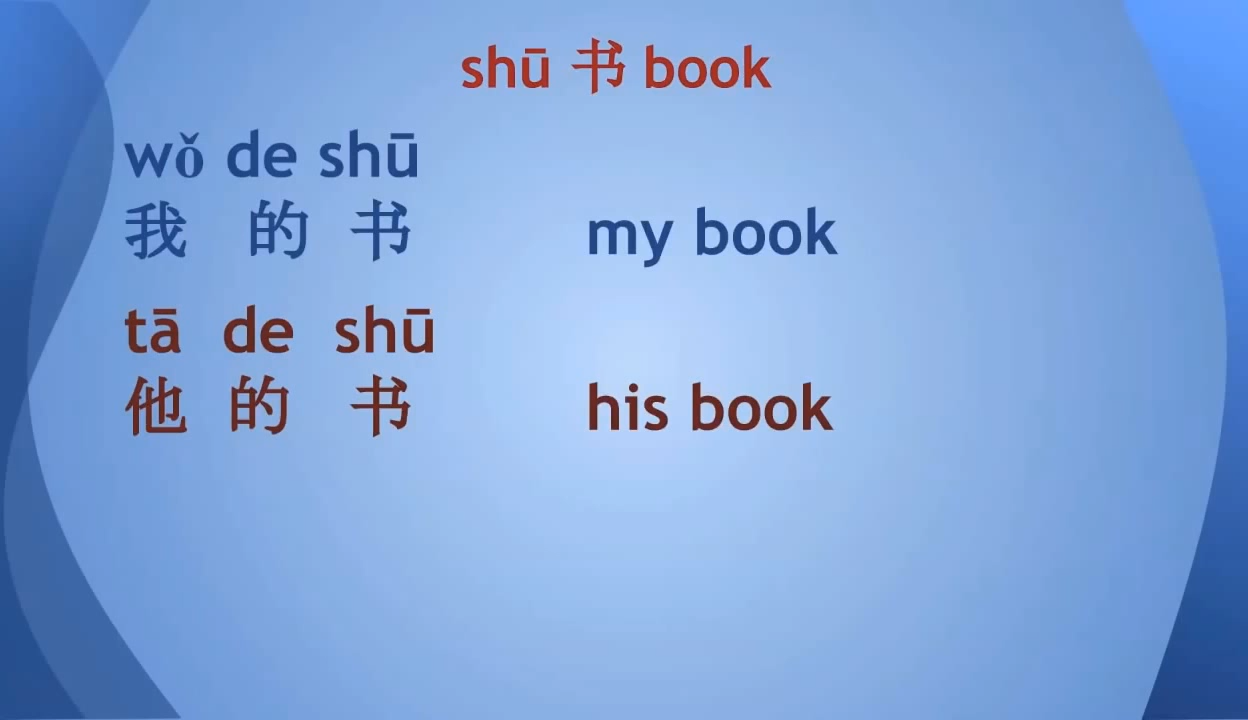 shū 书 book
wǒ de shū
我 的 书 my book
tā de shū
他 的 书 his book